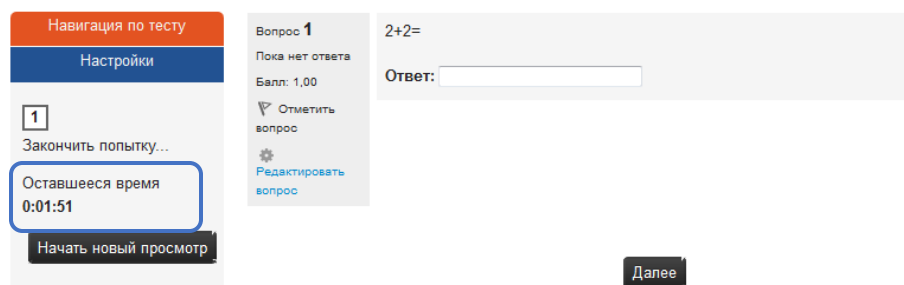 Навигация по тесту
Настройки
1
Закончить попытку...
Оставшееся время
0:01:51
Начать новый просмотр
Вопрос 1
Пока нет ответа
Балл: 1,00
Отметить
вопрос
Редактировать
вопрос
2+2=
Ответ:
Далее